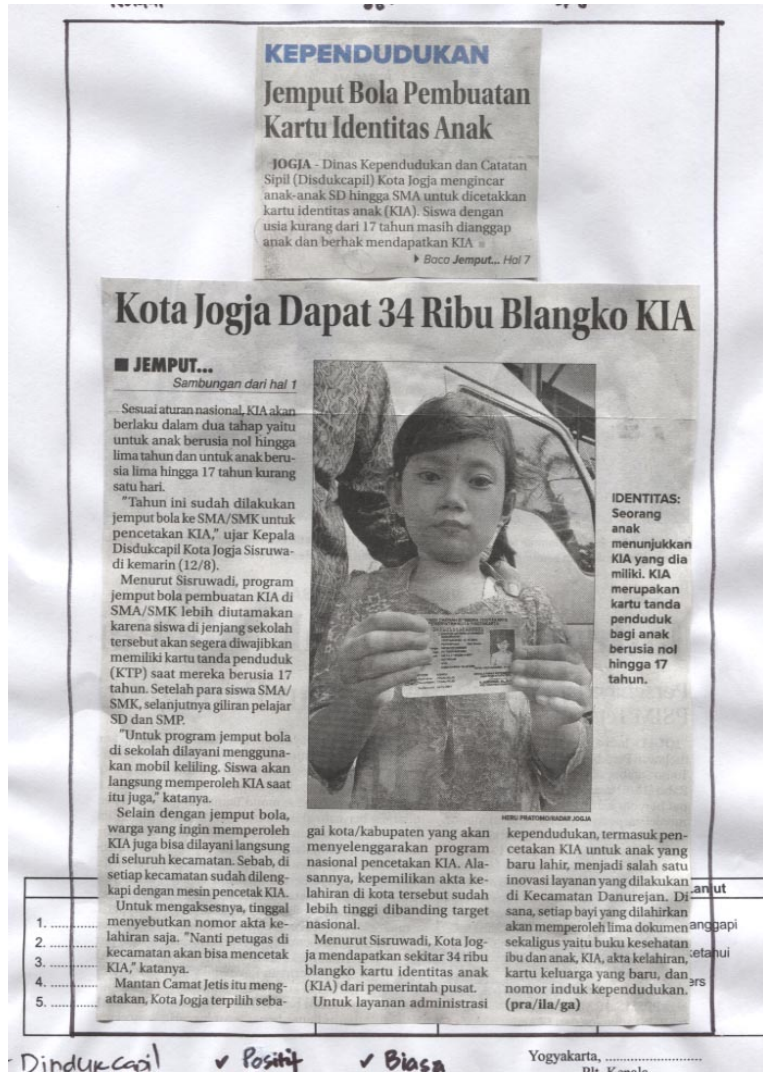 KEPENDUDUKAN
Jemput Bola Pembuatan
Kartu Identitas Anak
JOGJA - Dinas Kependudukan dan Catatan
Sipil (Disdukcapil) Kota Jogja mengincar
anak-anak SD hingga SMA untuk dicetakkan
kartu identitas anak (KIA). Siswa dengan
usia kurang dari 17 tahun masih dianggap
anak dan berhak mendapatkan KIA
Baca Jemput... Hal 7
Kota Jogja Dapat 34 Ribu Blangko KIA
JEMPUT...
Sambungan dari hal 1
Sesuai aturan nasional, KIA akan
berlaku dalam dua tahap yaitu
untuk anak berusia nol hingga
lima tahun dan untuk anak beru-
sia lima hingga 17 tahun kurang
satu hari.
"Tahun ini sudah dilakukan
jemput bola ke SMA/SMK untuk
pencetakan KIA," ujar Kepala
Disdukcapil Kota Jogja Sisruwa-
di kemarin (12/8).
Menurut Sisruwadi, program
jemput bola pembuatan KIA di
SMA/SMK lebih diutamakan
karena siswa di jenjang sekolah
tersebut akan segera diwajibkan
memiliki kartu tanda penduduk
(KTP) saat mereka berusia 17
tahun. Setelah para siswa SMA/
SMK, selanjutnya giliran pelajar
SD dan SMP.
"Untuk program jemput bola
di sekolah dilayani mengguna-
kan mobil keliling. Siswa akan
langsung memperoleh KIA saat
itu juga," katanya.
Selain dengan jemput bola,
warga yang ingin memperoleh
KIA juga bisa dilayani langsung
di seluruh kecamatan. Sebab, di
setiap kecamatan sudah dileng-
kapi dengan mesin pencetak KIA.
Untuk mengaksesnya, tinggal
menyebutkan nomor akta ke-
lahiran saja. "Nanti petugas di
kecamatan akan bisa mencetak
KIA," katanya.
Mantan Camat Jetis itu meng-
atakan, Kota Jogja terpilih seba-
IDENTITAS:
Seorang
anak
menunjukkan
KIA yang dia
miliki. KIA
merupakan
kartu tanda
penduduk
bagi anak
berusia nol
hingga 17
tahun.
HERU PRATOMO/RADAR JOGJA
gai kota/kabupaten yang akan
menyelenggarakan program
nasional pencetakan KIA. Ala-
sannya, kepemilikan akta ke-
lahiran di kota tersebut sudah
lebih tinggi dibanding target
nasional.
Menurut Sisruwadi, Kota Jog-
ja mendapatkan sekitar 34 ribu
blangko kartu identitas anak
(KIA) dari pemerintah pusat.
Untuk layanan administrasi
kependudukan, termasuk pen-
cetakan KIA untuk anak yang
baru lahir, menjadi salah satu
inovasi layanan yang dilakukan
di Kecamatan Danurejan. Di
sana, setiap bayi yang dilahirkan
akan memperoleh lima dokumen
sekaligus yaitu buku kesehatan
ibu dan anak, KIA, akta kelahiran,
kartu keluarga yang baru, dan
nomor induk kependudukan.
(pra/ila/ga)
1. ..........
2. ..........
3. ..........
4. ..........
5. ..........
anjut
anggapi
etahui
ers
- Dindukcapil ✓ Positif ✓ Biasa
Yogyakarta, ..........................
Plt. Kepala